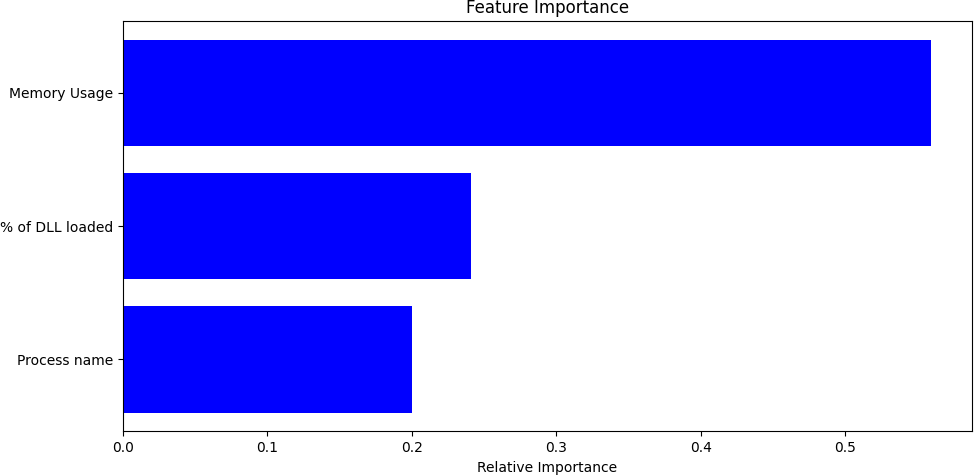 Feature Importance
Memory Usage
% of DLL loaded
Process name
0.0 0.1 0.2 0.3 0.4 0.5
Relative Importance